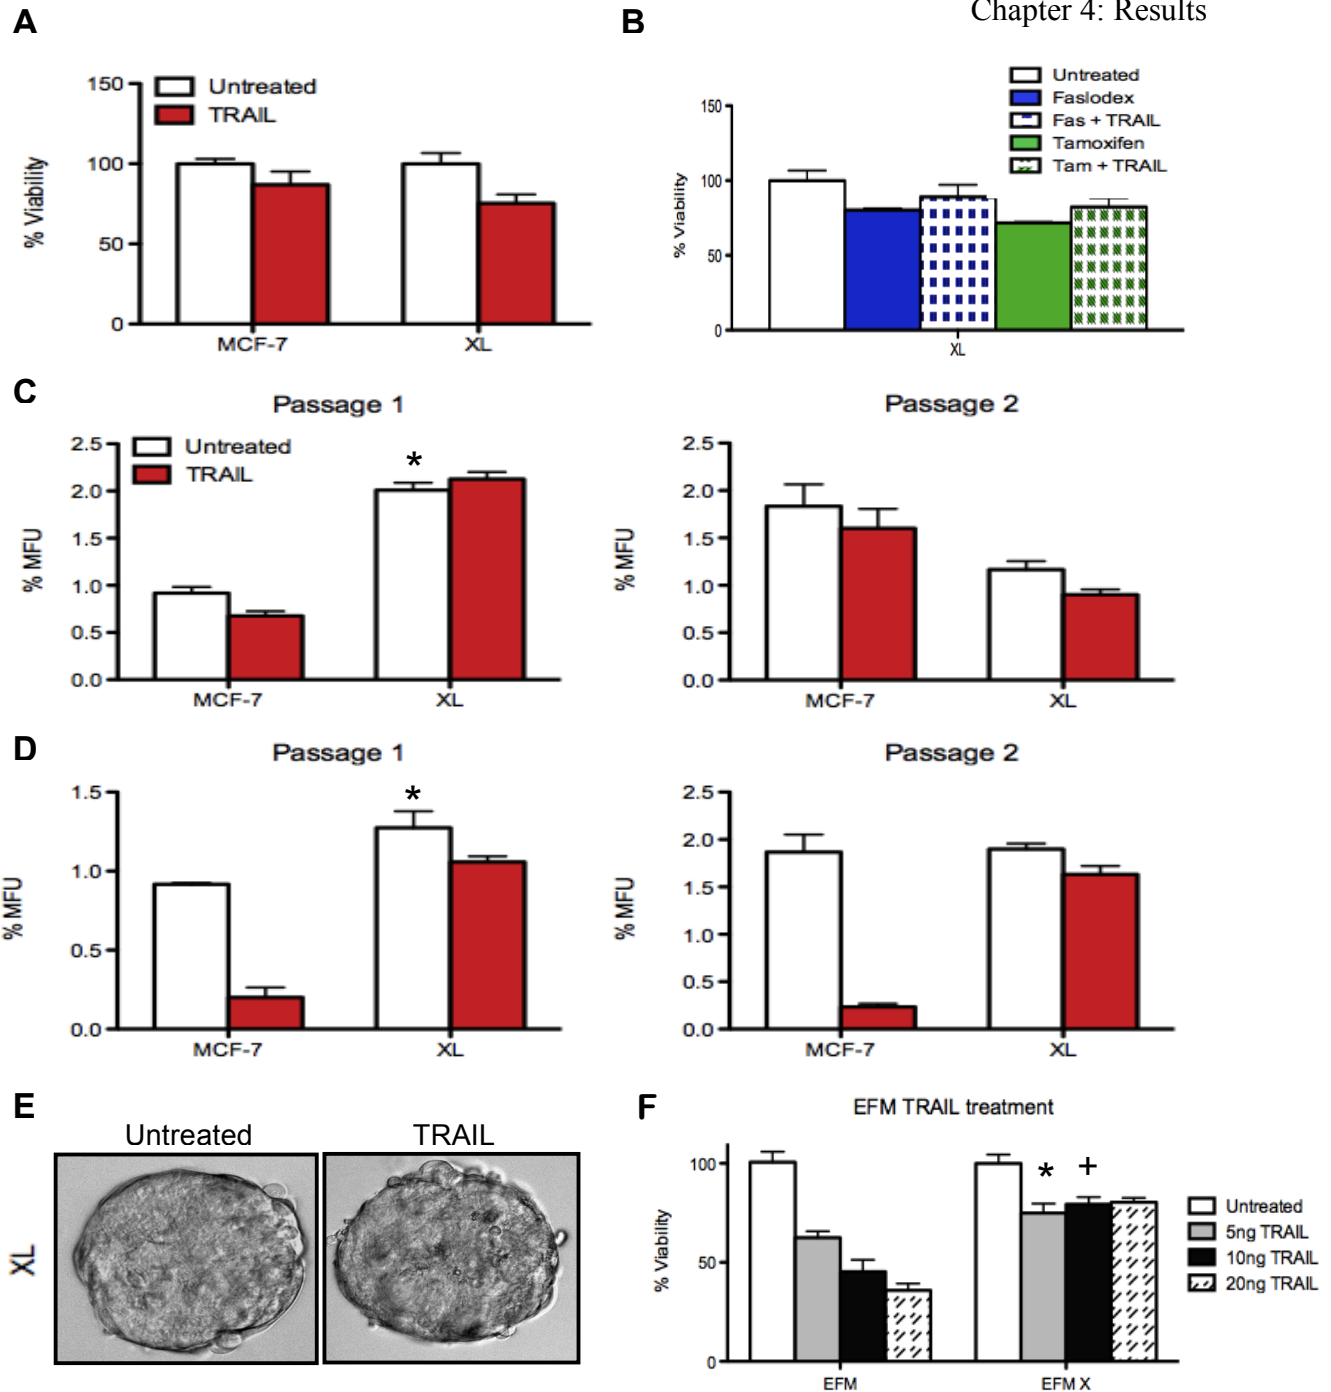 Chapter 4: Results
A
Untreated
TRAIL
% Viability
150
100
50
0
MCF-7
XL
B
Untreated
Faslodex
Fas + TRAIL
Tamoxifen
Tam + TRAIL
% Viability
150
100
50
0
XL
C
Passage 1
Untreated
TRAIL
*
% MFU
2.5
2.0
1.5
1.0
0.5
0.0
MCF-7
XL
Passage 2
% MFU
2.5
2.0
1.5
1.0
0.5
0.0
MCF-7
XL
D
Passage 1
*
% MFU
1.5
1.0
0.5
0.0
MCF-7
XL
Passage 2
% MFU
2.5
2.0
1.5
1.0
0.5
0.0
MCF-7
XL
E
Untreated
TRAIL
XL
F
EFM TRAIL treatment
% Viability
100
50
0
* +
EFM
EFM X
Untreated
5ng TRAIL
10ng TRAIL
20ng TRAIL